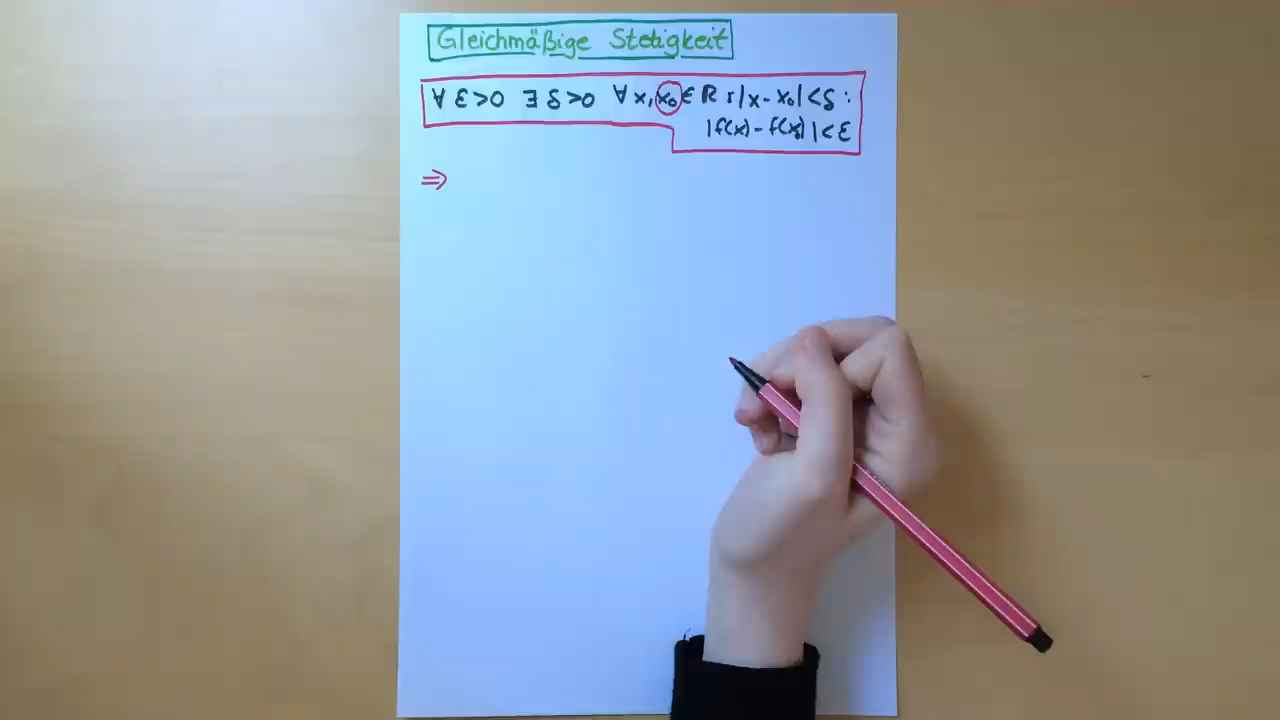 Gleichmäßige Stetigkeit
∀ ε>0 ∃ δ>0 ∀ x, x₀ ∈ ℝ : |x - x₀| < δ :
|f(x) - f(x₀)| < ε
⇒